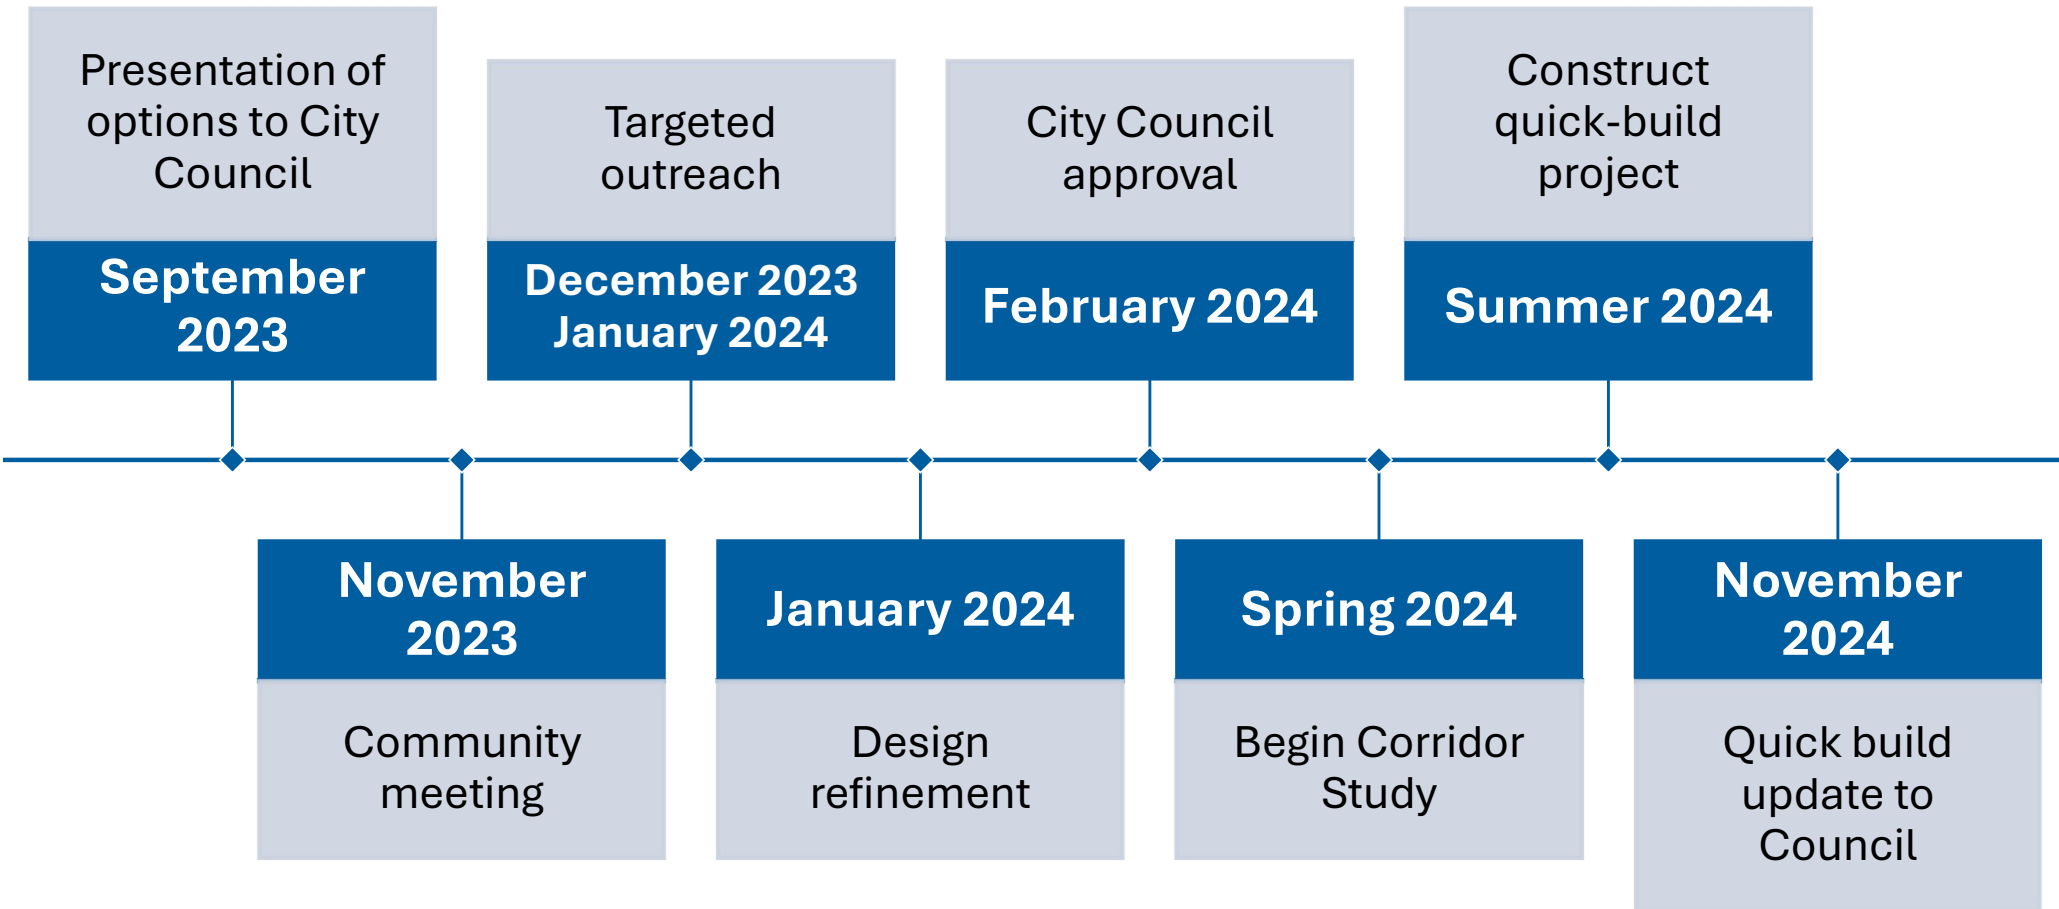 Presentation of
options to City
Council
September
2023
November
2023
Community
meeting
Targeted
outreach
December 2023
January 2024
January 2024
Design
refinement
City Council
approval
February 2024
Spring 2024
Begin Corridor
Study
Construct
quick-build
project
Summer 2024
November
2024
Quick build
update to
Council